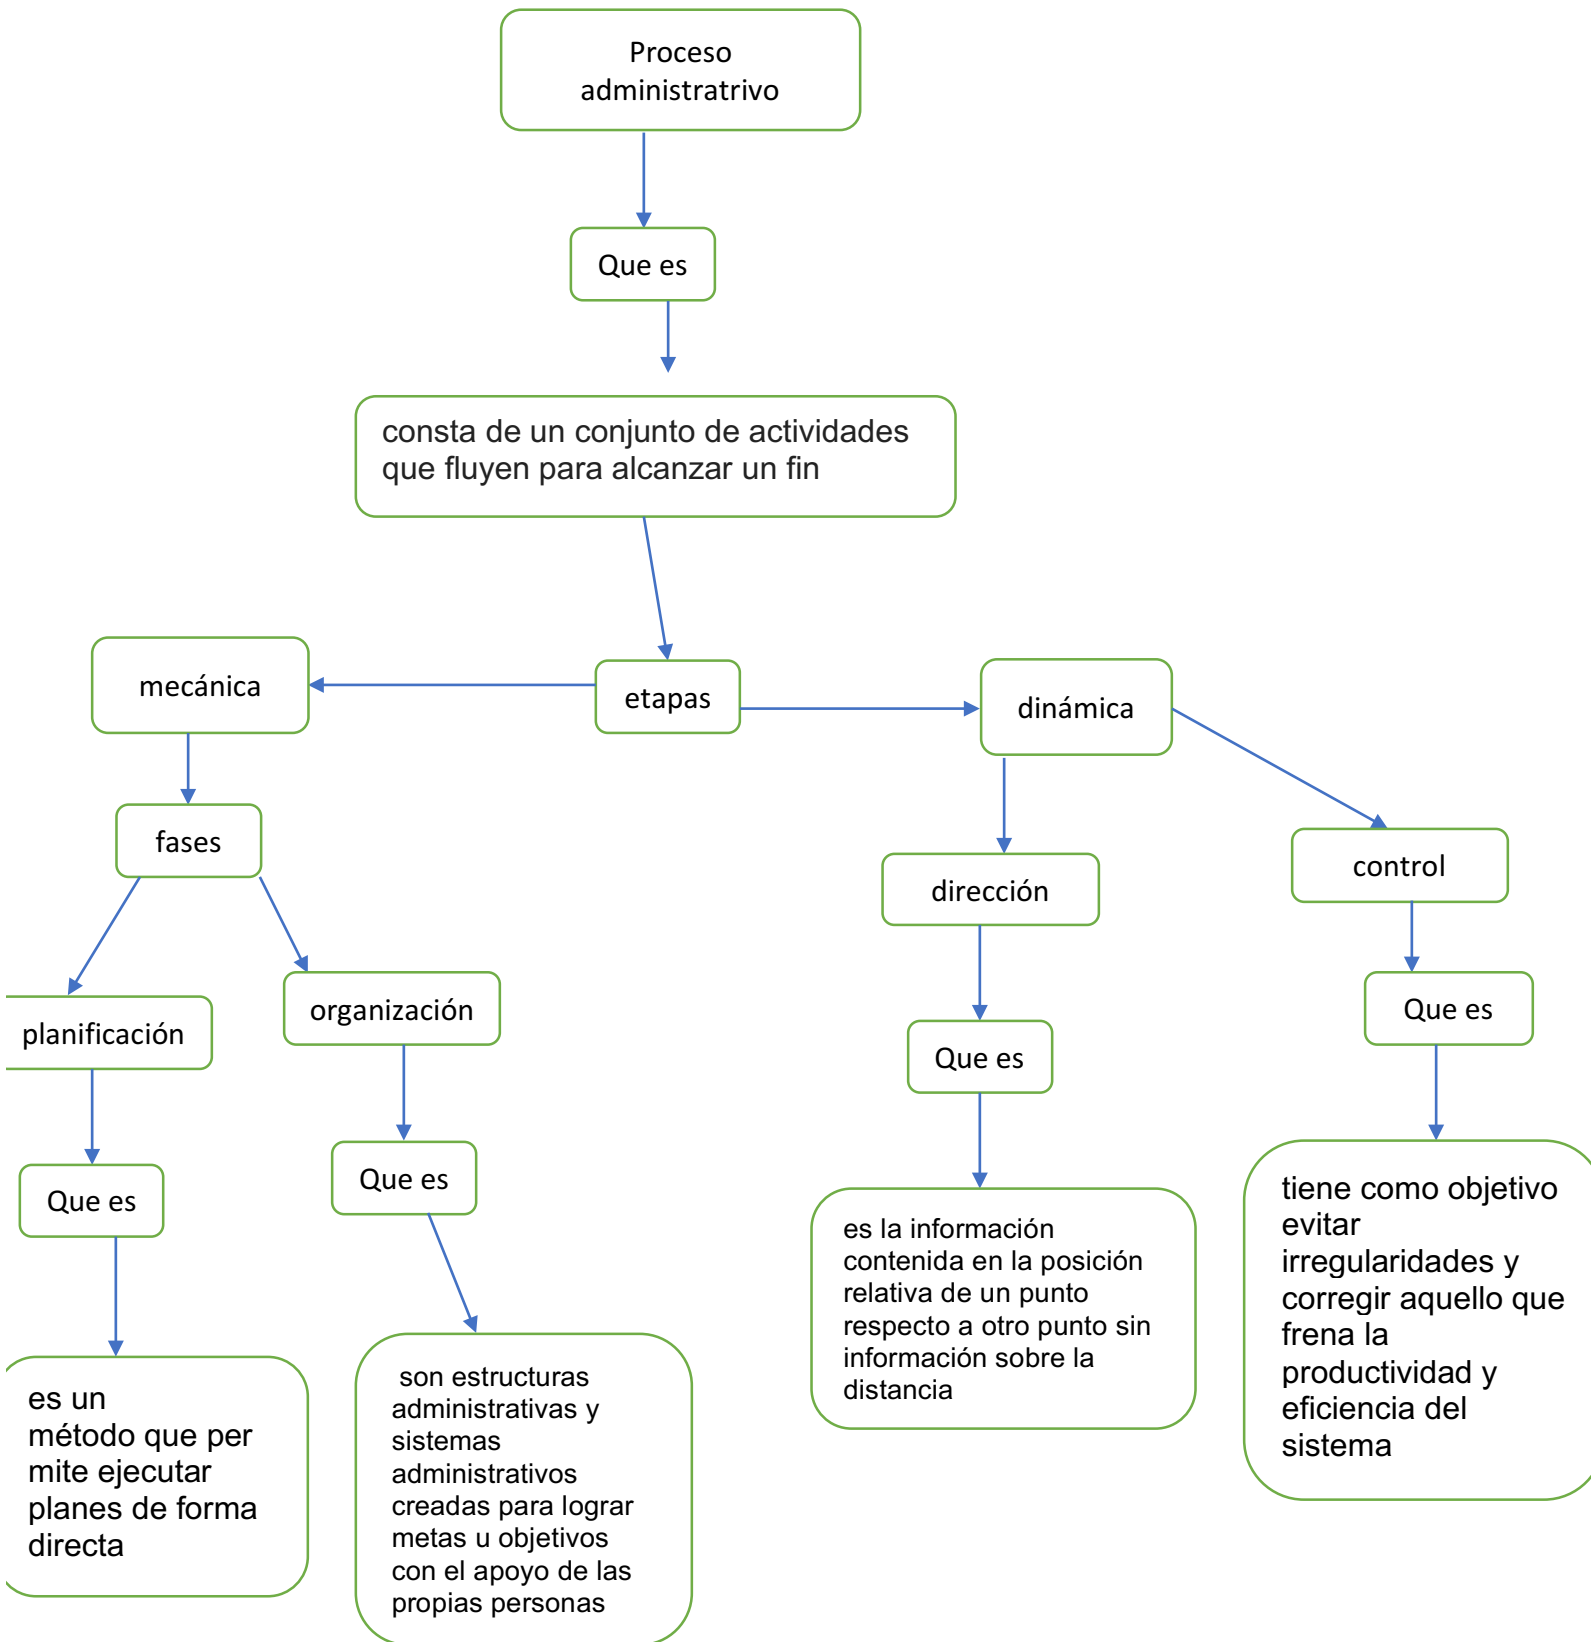 Proceso
administratrivo
Que es
consta de un conjunto de actividades
que fluyen para alcanzar un fin
mecánica
etapas
dinámica
fases
dirección
control
planificación
organización
Que es
Que es
Que es
Que es
es un
método que per
mite ejecutar
planes de forma
directa
son estructuras
administrativas y
sistemas
administrativos
creadas para lograr
metas u objetivos
con el apoyo de las
propias personas
es la información
contenida en la posición
relativa de un punto
respecto a otro punto sin
información sobre la
distancia
tiene como objetivo
evitar
irregularidades y
corregir aquello que
frena la
productividad y
eficiencia del
sistema